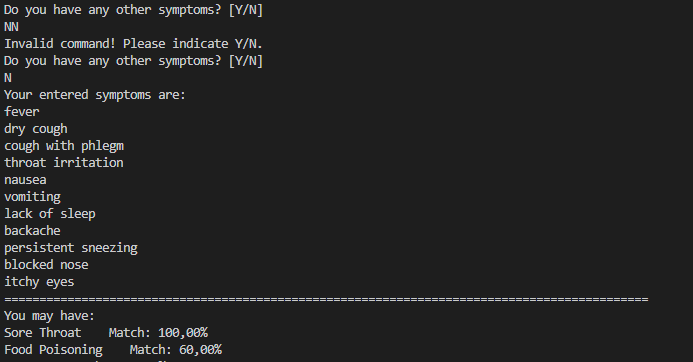 Do you have any other symptoms? [Y/N]
NN
Invalid command! Please indicate Y/N.
Do you have any other symptoms? [Y/N]
N
Your entered symptoms are:
fever
dry cough
cough with phlegm
throat irritation
nausea
vomiting
lack of sleep
backache
persistent sneezing
blocked nose
itchy eyes
============================================================================================
You may have:
Sore Throat    Match: 100,00%
Food Poisoning    Match: 60,00%